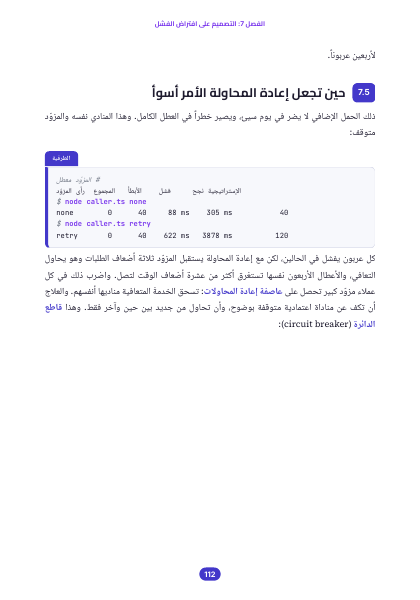 الفصل 7: التصميم على افتراض الفشل
لأربعين عربوناً.
7.5 حين تجعل إعادة المحاولة الأمر أسوأ
ذلك الحمل الإضافي لا يضر في يوم سيئ، ويصير خطراً في العطل الكامل. وهذا المنادي نفسه والمزوّد
متوقف:
الطرفية
# المزوّد معطل
الإستراتيجية نجح فشل الأبطأ المجموع رأى المزوّد
$ node caller.ts none
none 0 40 88 ms 305 ms 40
$ node caller.ts retry
retry 0 40 622 ms 3878 ms 120
كل عربون يفشل في الحالين، لكن مع إعادة المحاولة يستقبل المزوّد ثلاثة أضعاف الطلبات وهو يحاول
التعافي، والأعطال الأربعون نفسها تستغرق أكثر من عشرة أضعاف الوقت لتصل. واضرب ذلك في كل
عملاء مزوّد كبير تحصل على عاصفة إعادة المحاولات: تسحق الخدمة المتعافية مناديها أنفسهم. والعلاج
أن تكف عن مناداة اعتمادية متوقفة بوضوح، وأن تحاول من جديد بين حين وآخر فقط. وهذا قاطع
الدائرة (circuit breaker):
112